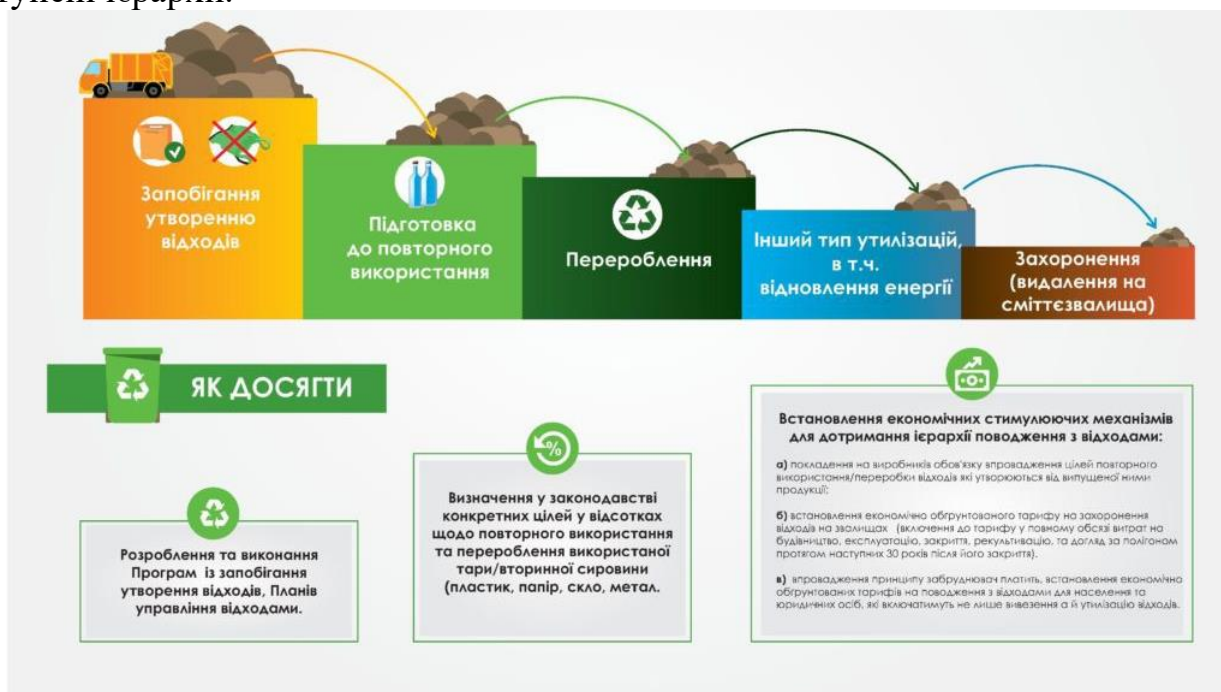 Запобігання
утворенню
відходів
Підготовка
до повторного
використання
Перероблення
Інший тип утилізацій,
в т.ч.
відновлення енергії
Захоронення
(видалення на
сміттєзвалища)
ЯК ДОСЯГТИ
Розроблення та виконання
Програм із запобігання
утворення відходів, Планів
управління відходами.
%
Визначення у законодавстві
конкретних цілей у відсотках
щодо повторного використання
та перероблення використаної
тари/вторинної сировини
(пластик, папір, скло, метал.
Встановлення економічних стимулюючих механізмів
для дотримання ієрархії поводження з відходами:
а) покладення на виробників обов'язку впровадження цілей повторного
використання/переробки відходів які утворюються від випущеної ними
продукції;
б) встановлення економічно обґрунтованого тарифу на захоронення
відходів на звалищах (включення до тарифу у повному обсязі витрат на
будівництво, експлуатацію, закриття, рекультивацію, та догляд за полігоном
протягом наступних 30 років після його закриття).
в) впровадження принципу забруднювач платить, встановлення економічно
обґрунтованих тарифів на поводження з відходами для населення та
юридичних осіб, які включатимуть не лише вивезення а й утилізацію відходів.